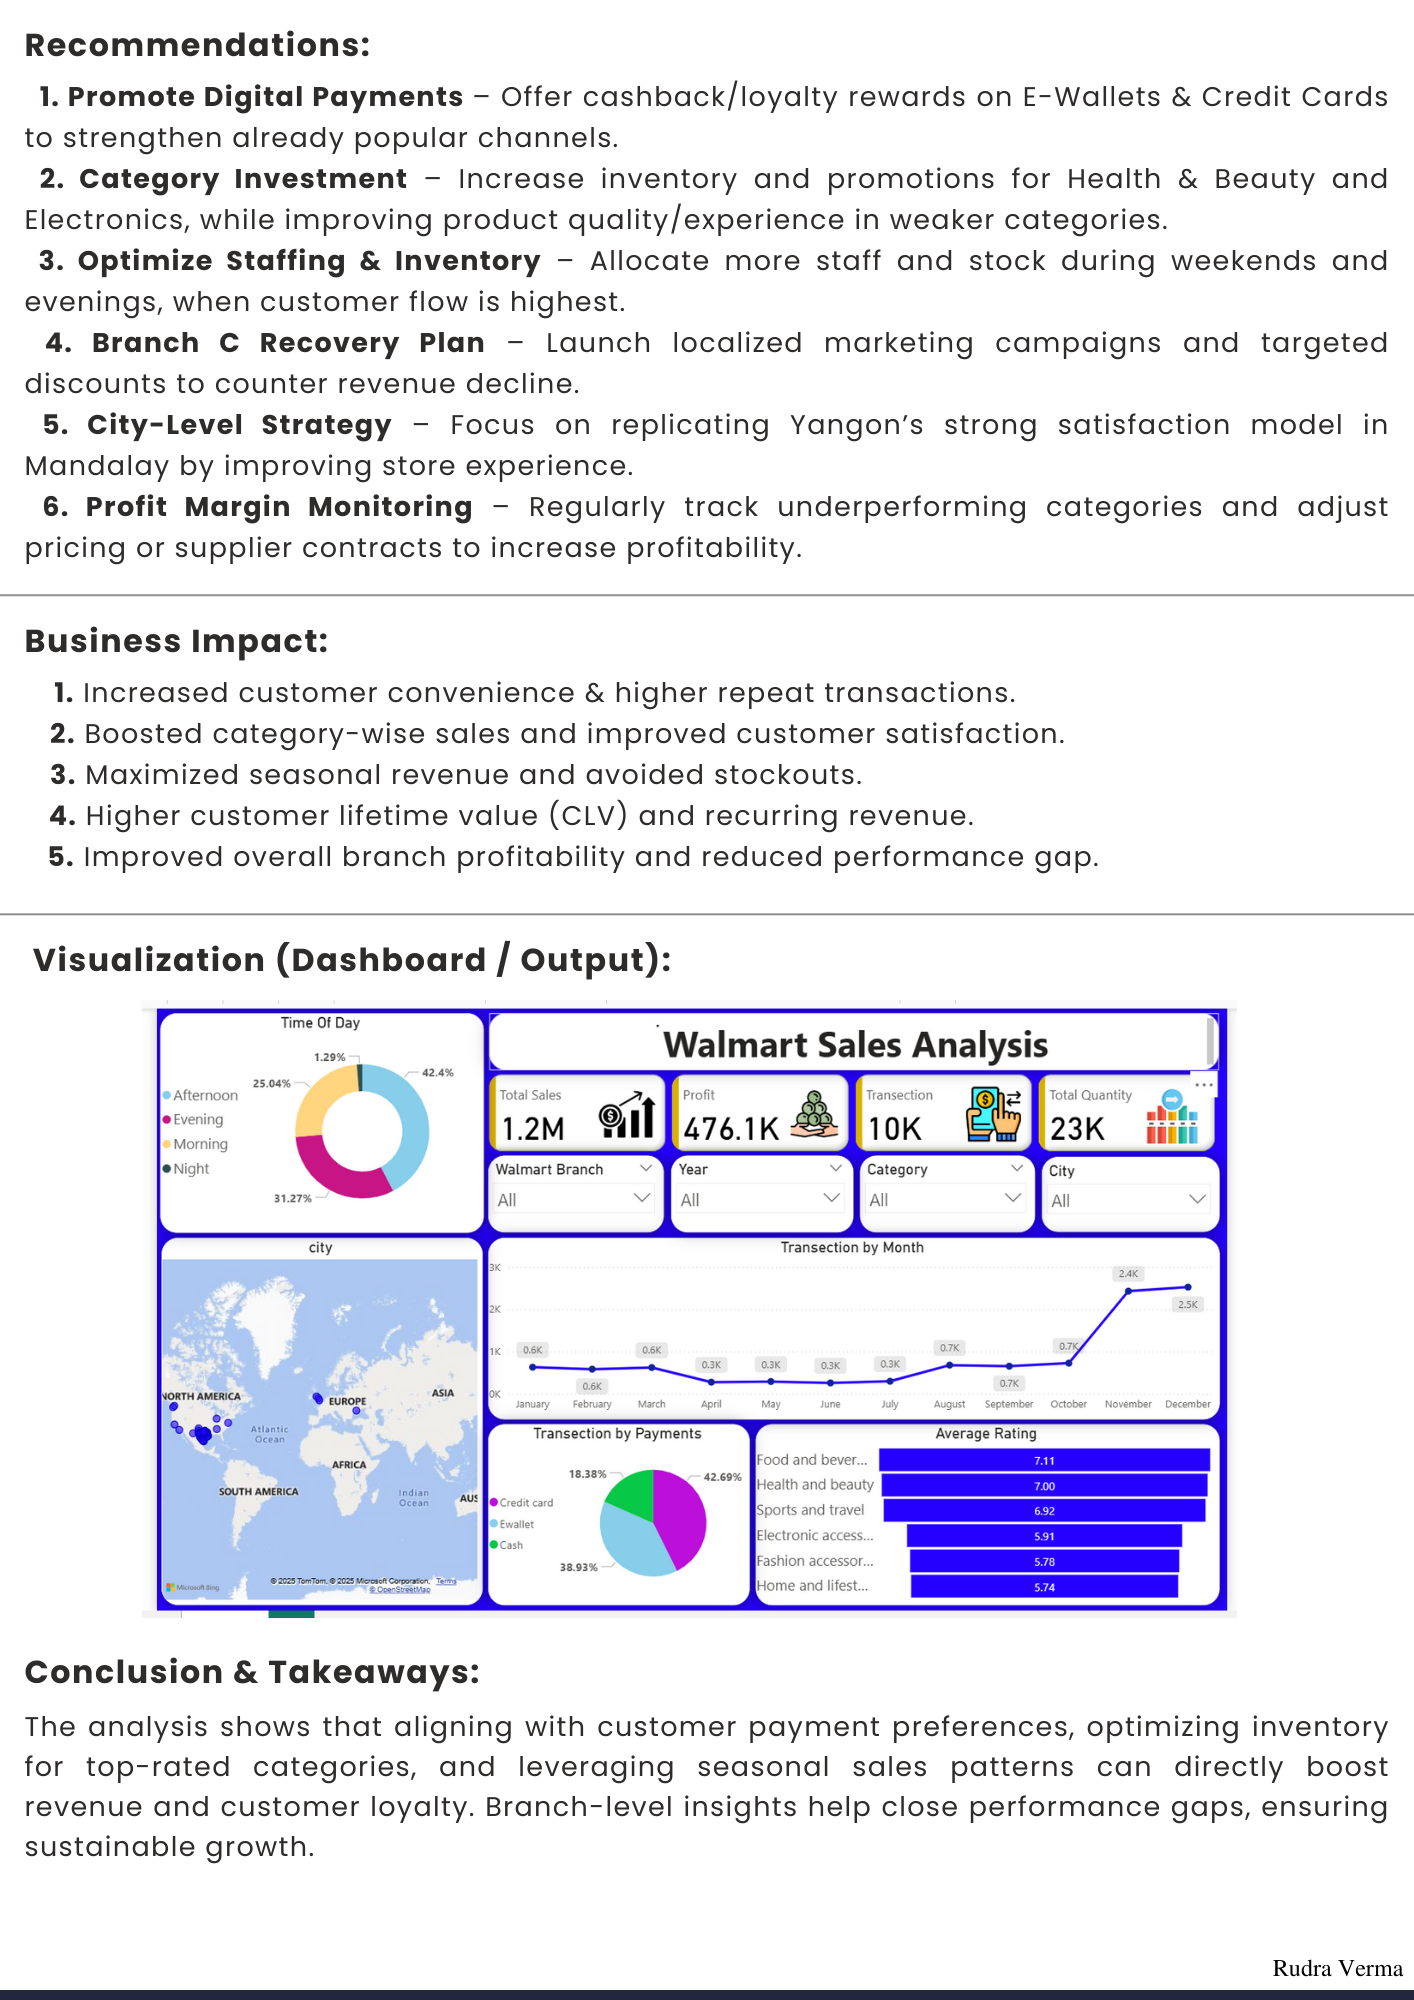 Recommendations:
1. Promote Digital Payments – Offer cashback/loyalty rewards on E-Wallets & Credit Cards
to strengthen already popular channels.
2. Category Investment – Increase inventory and promotions for Health & Beauty and
Electronics, while improving product quality/experience in weaker categories.
3. Optimize Staffing & Inventory – Allocate more staff and stock during weekends and
evenings, when customer flow is highest.
4. Branch C Recovery Plan – Launch localized marketing campaigns and targeted
discounts to counter revenue decline.
5. City-Level Strategy – Focus on replicating Yangon’s strong satisfaction model in
Mandalay by improving store experience.
6. Profit Margin Monitoring – Regularly track underperforming categories and adjust
pricing or supplier contracts to increase profitability.
Business Impact:
1. Increased customer convenience & higher repeat transactions.
2. Boosted category-wise sales and improved customer satisfaction.
3. Maximized seasonal revenue and avoided stockouts.
4. Higher customer lifetime value (CLV) and recurring revenue.
5. Improved overall branch profitability and reduced performance gap.
Visualization (Dashboard / Output):
Time Of Day
1.29%
42.4%
25.04%
31.27%
Afternoon
Evening
Morning
Night
Walmart Sales Analysis
Total Sales
1.2M
Profit
476.1K
Transection
10K
Total Quantity
23K
Walmart Branch
All
Year
All
Category
All
City
All
city
NORTH AMERICA
EUROPE
ASIA
Atlantic
Ocean
AFRICA
SOUTH AMERICA
Indian
Ocean
AUS
Microsoft Bing
© 2025 TomTom, © 2025 Microsoft Corporation, Terms
© OpenStreetMap
Transection by Month
3K
2K
1K
0K
0.6K
0.6K
0.6K
0.3K
0.3K
0.3K
0.3K
0.7K
0.7K
0.7K
2.4K
2.5K
January February March April May June July August September October November December
Transection by Payments
18.38%
42.69%
38.93%
Credit card
Ewallet
Cash
Average Rating
Food and bever... 7.11
Health and beauty 7.00
Sports and travel 6.92
Electronic access... 5.91
Fashion accessor... 5.78
Home and lifest... 5.74
Conclusion & Takeaways:
The analysis shows that aligning with customer payment preferences, optimizing inventory
for top-rated categories, and leveraging seasonal sales patterns can directly boost
revenue and customer loyalty. Branch-level insights help close performance gaps, ensuring
sustainable growth.
Rudra Verma